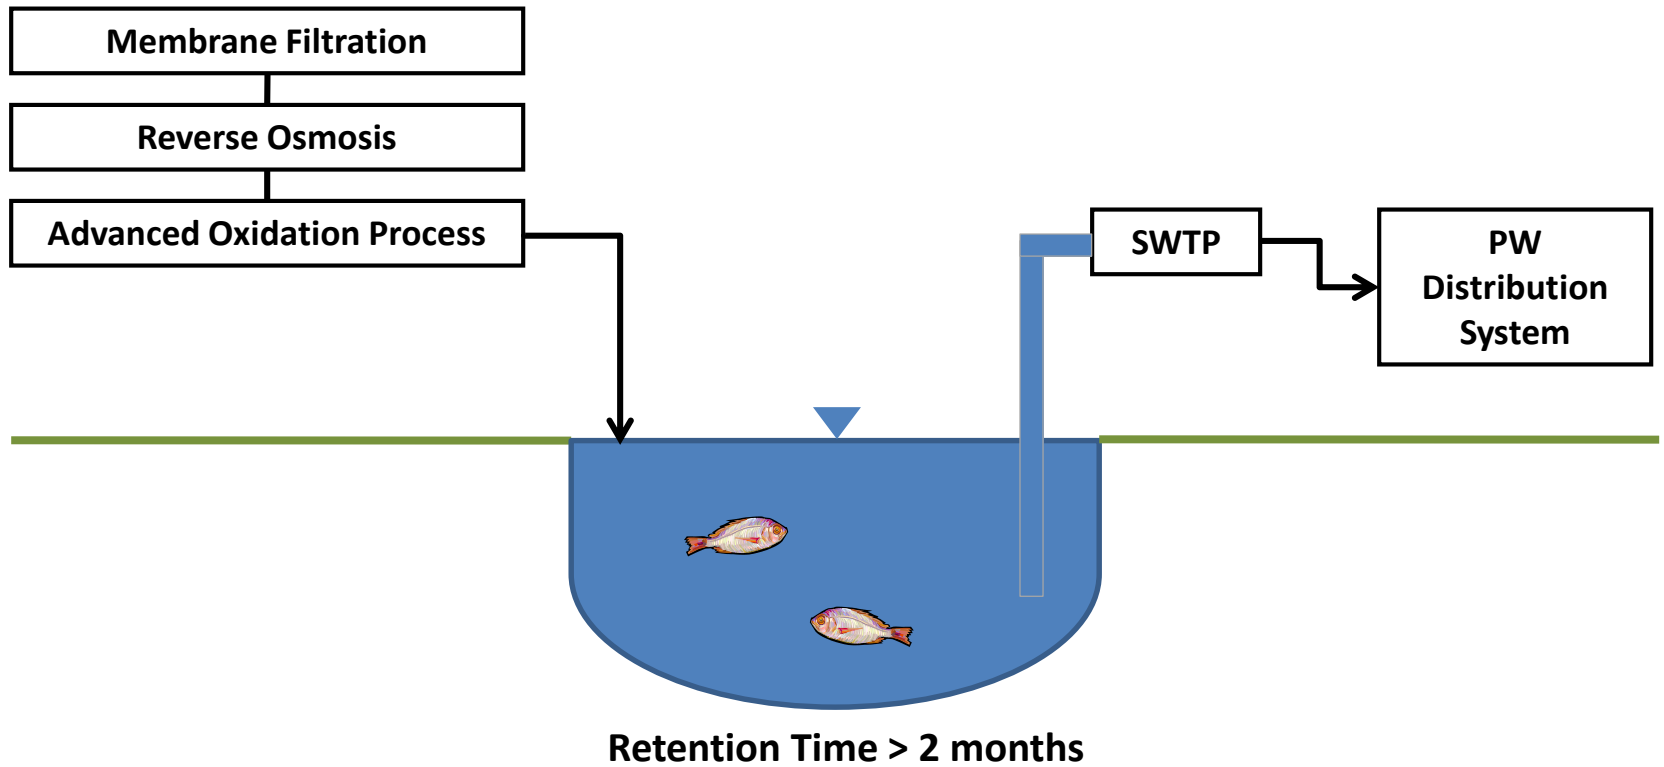 Membrane Filtration
Reverse Osmosis
Advanced Oxidation Process
SWTP
PW
Distribution
System
Retention Time > 2 months